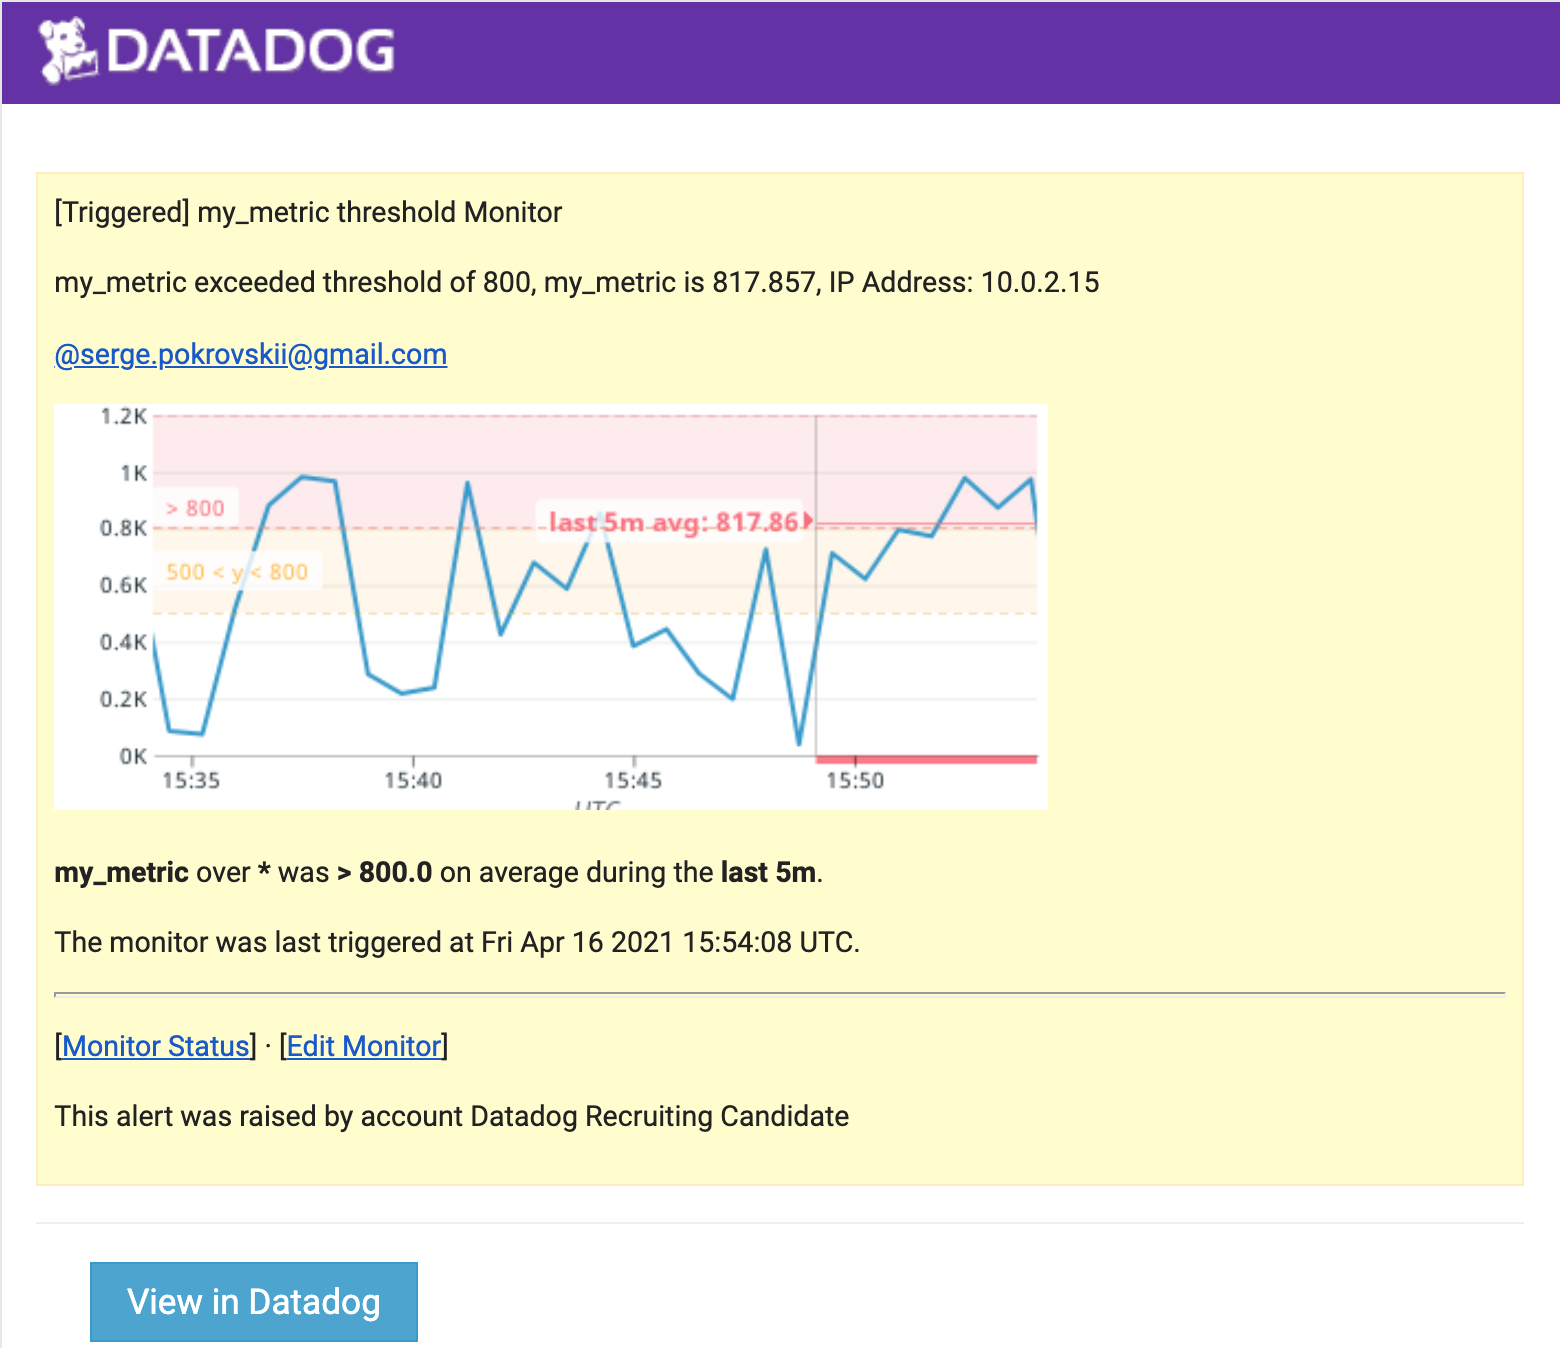 DATADOG
[Triggered] my_metric threshold Monitor
my_metric exceeded threshold of 800, my_metric is 817.857, IP Address: 10.0.2.15
@serge.pokrovskii@gmail.com
1.2K
1K
> 800
0.8K
last 5m avg: 817.86
500 < y < 800
0.6K
0.4K
0.2K
0K
15:35 15:40 15:45 15:50
UTC
my_metric over * was > 800.0 on average during the last 5m.
The monitor was last triggered at Fri Apr 16 2021 15:54:08 UTC.
[Monitor Status] · [Edit Monitor]
This alert was raised by account Datadog Recruiting Candidate
View in Datadog